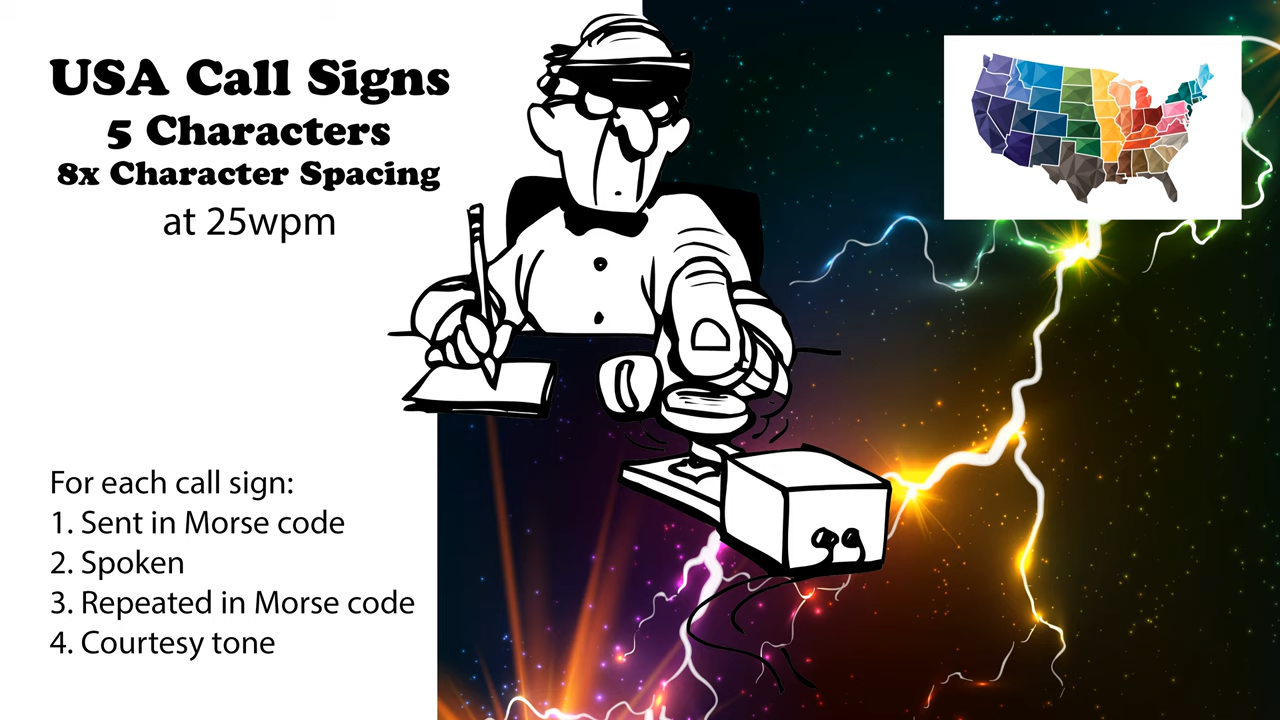 USA Call Signs
5 Characters
8x Character Spacing
at 25wpm
For each call sign:
1. Sent in Morse code
2. Spoken
3. Repeated in Morse code
4. Courtesy tone